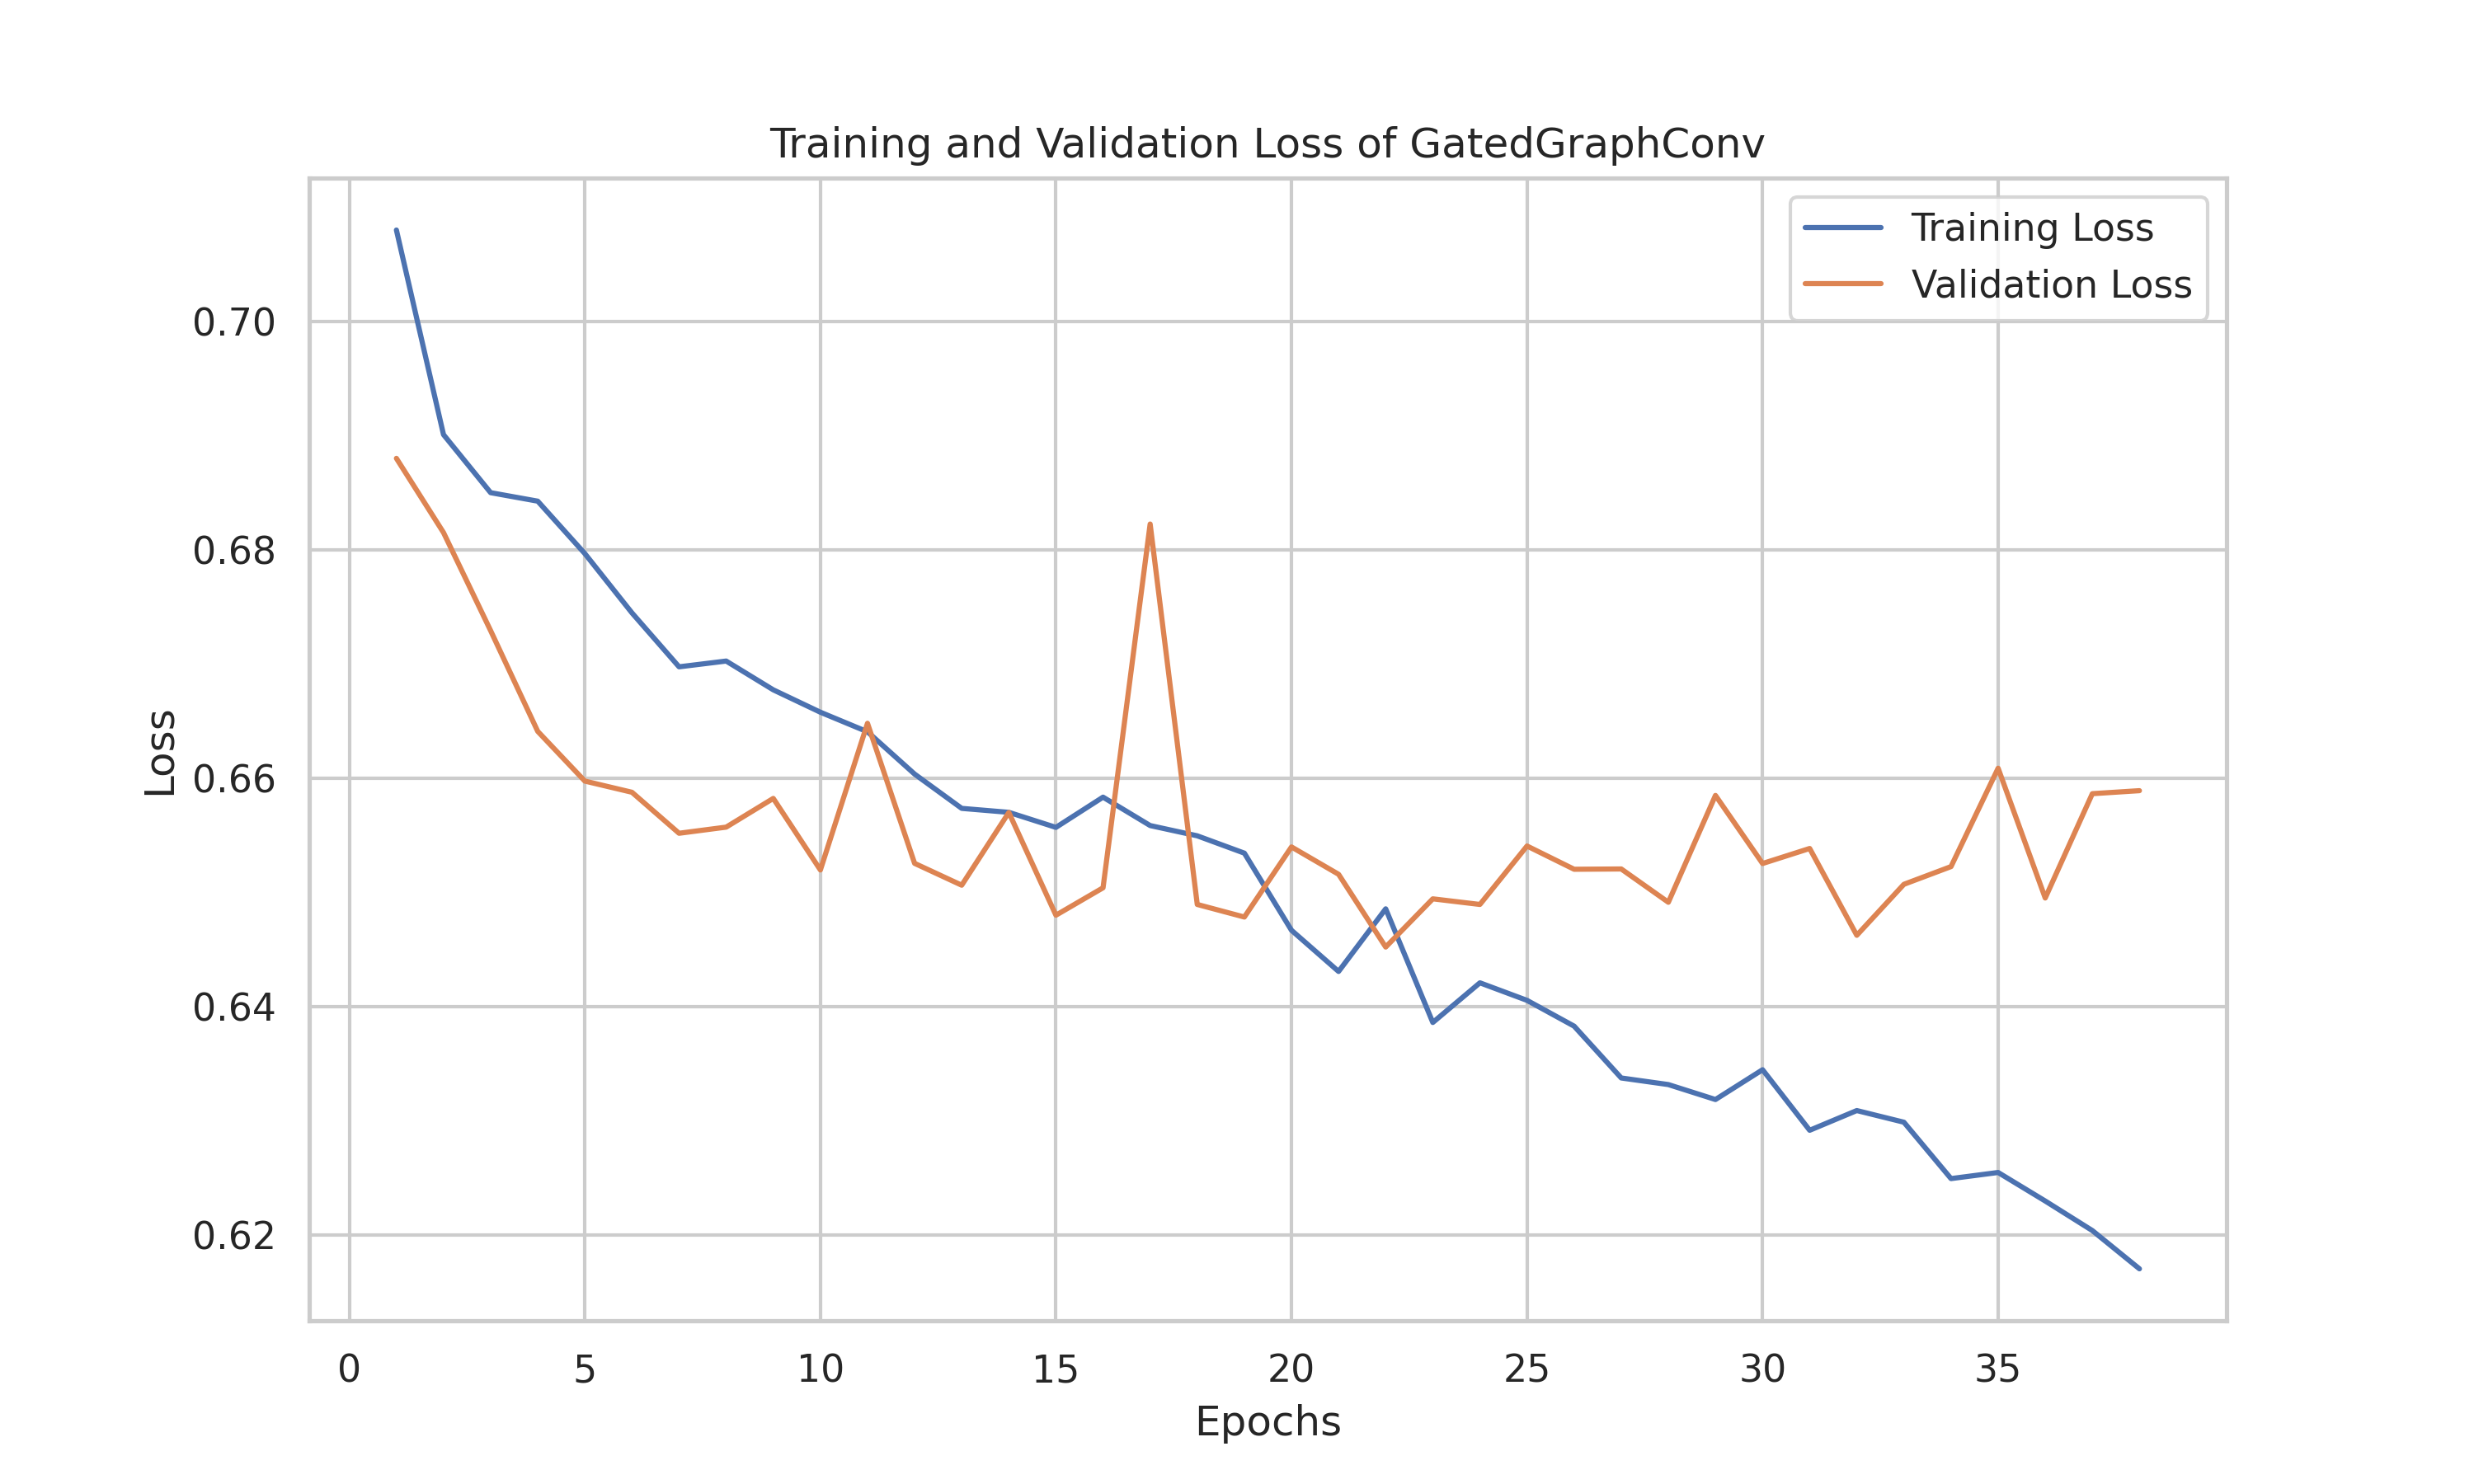 Training and Validation Loss of GatedGraphConv
Training Loss
Validation Loss
Loss
0.70
0.68
0.66
0.64
0.62
0 5 10 15 20 25 30 35
Epochs